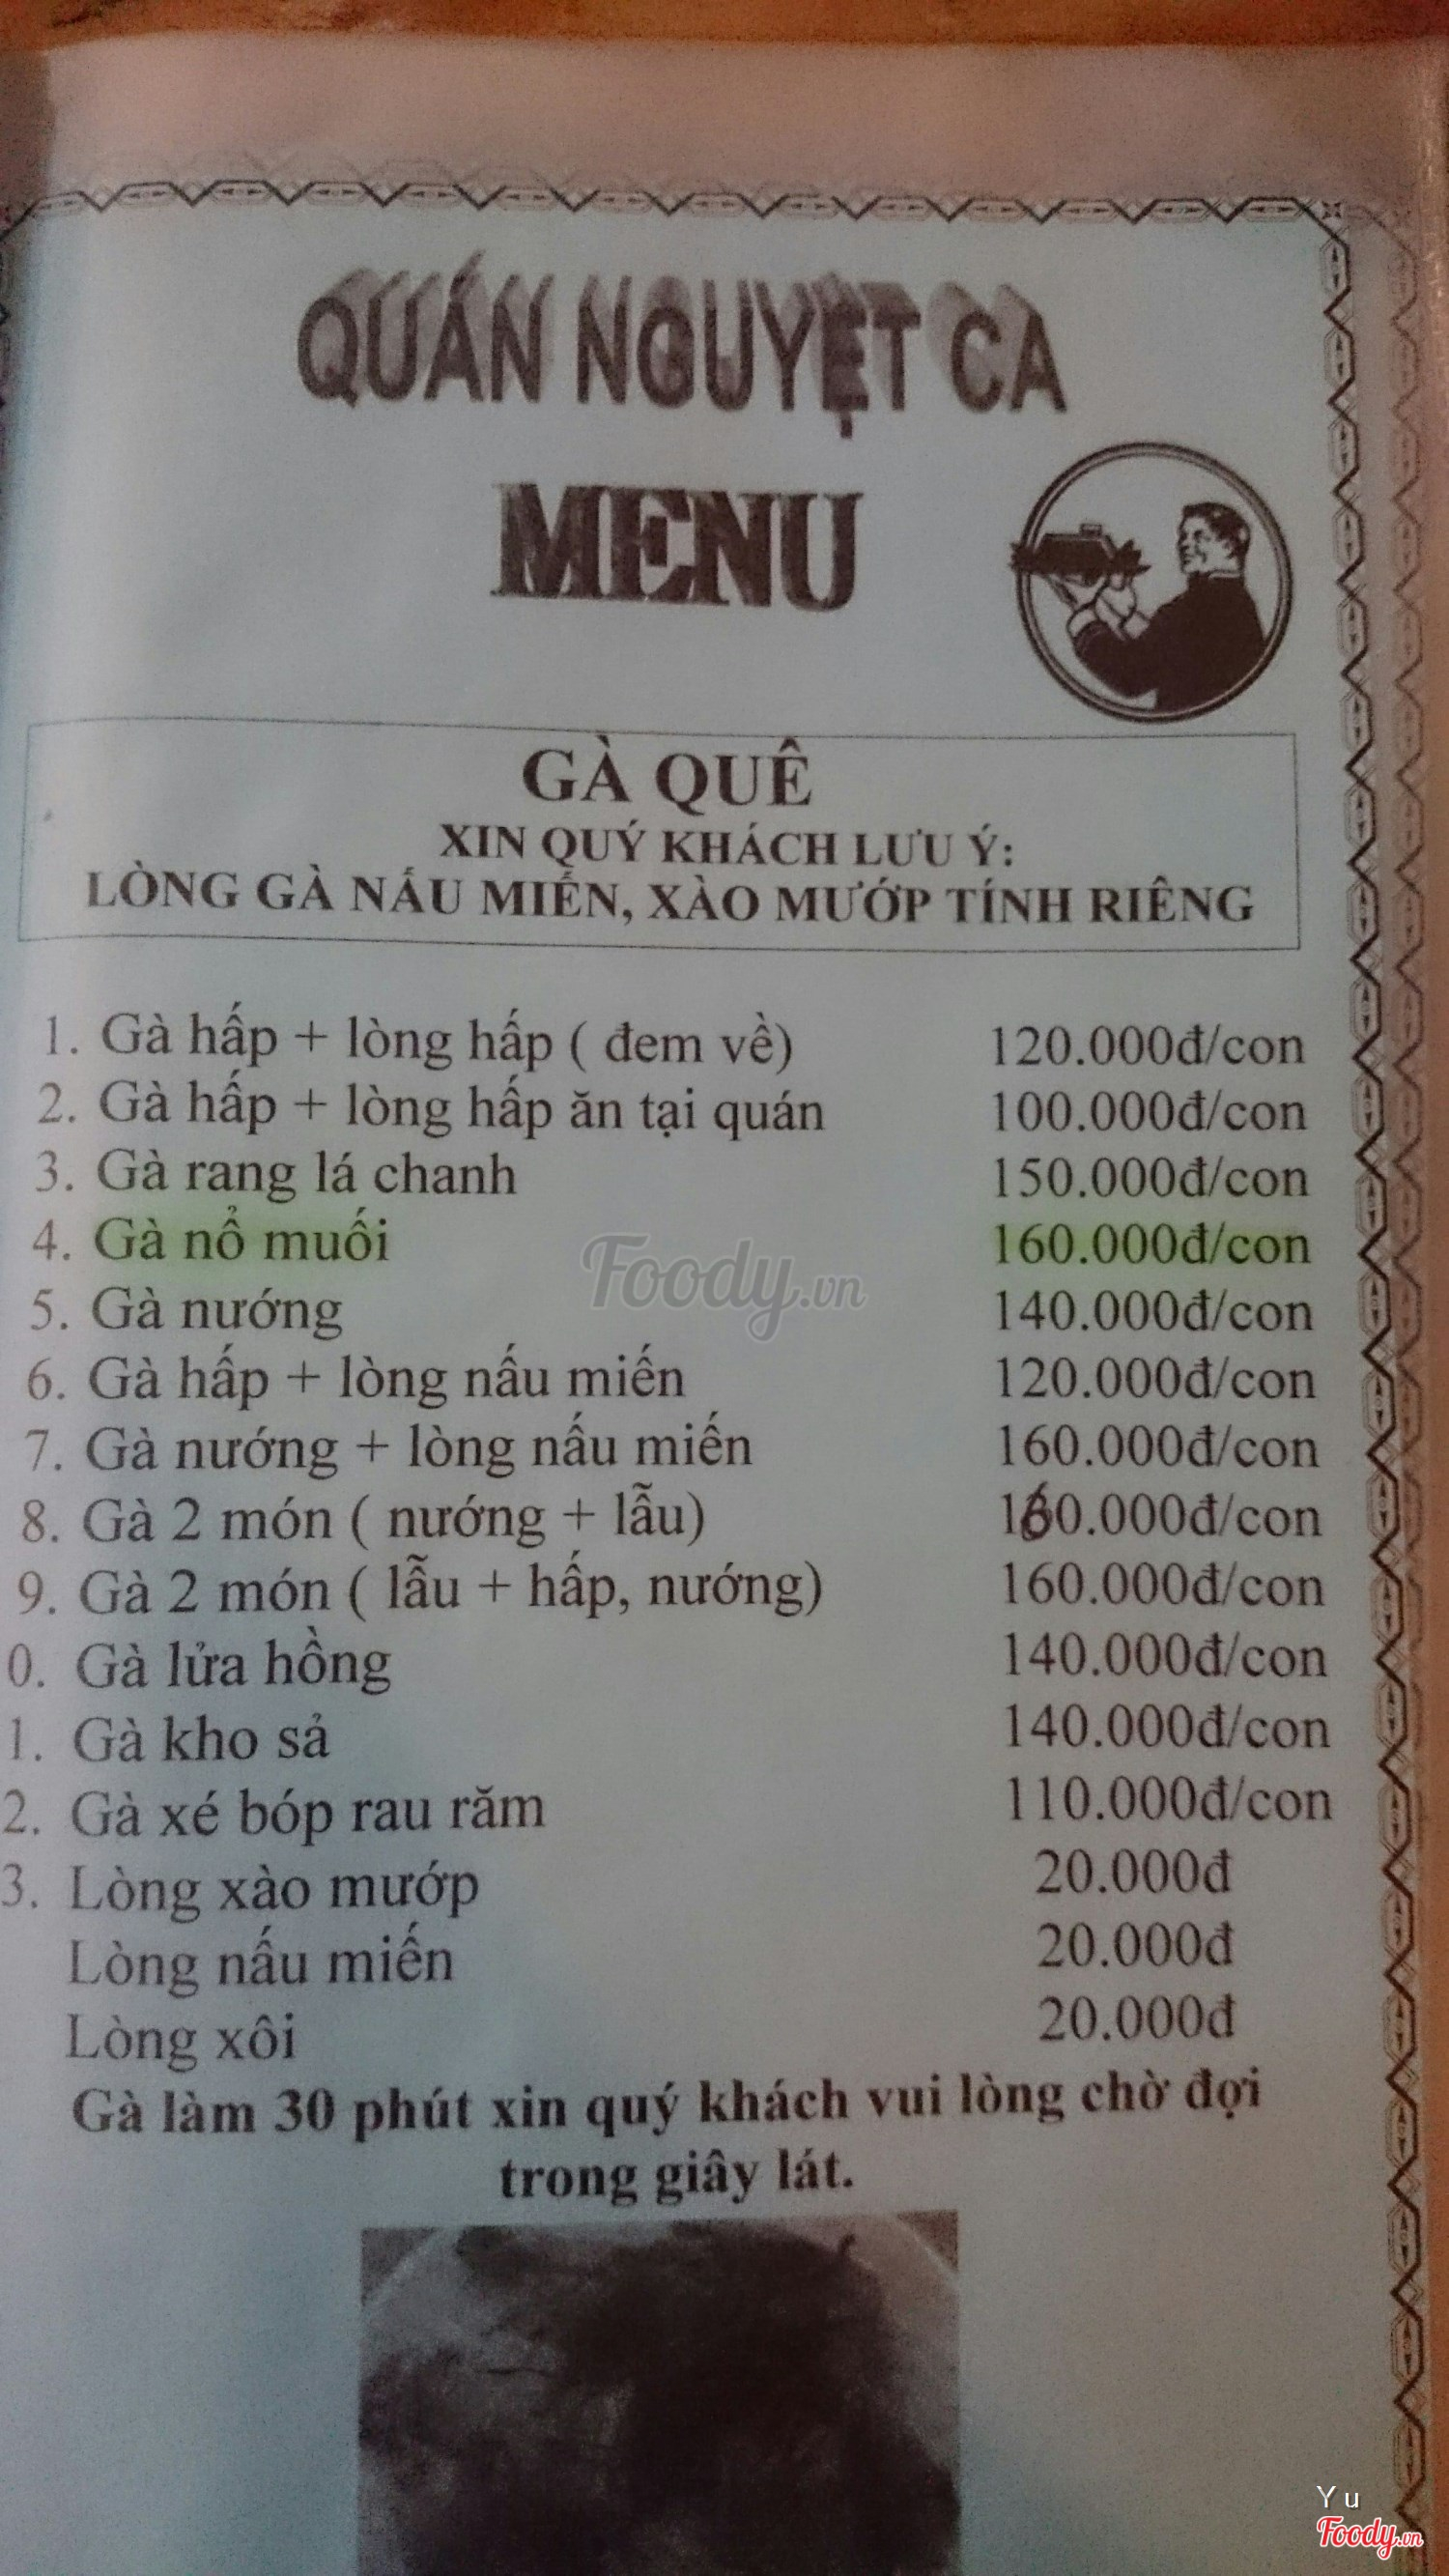 QUÁN NGUYỆT CA
MENU
GÀ QUÊ
XIN QUÝ KHÁCH LƯU Ý:
LÒNG GÀ NẤU MIẾN, XÀO MƯỚP TÍNH RIÊNG
1. Gà hấp + lòng hấp ( đem về) 120.000đ/con
2. Gà hấp + lòng hấp ăn tại quán 100.000đ/con
3. Gà rang lá chanh 150.000đ/con
4. Gà nổ muối 160.000đ/con
Foody.vn
5. Gà nướng 140.000đ/con
6. Gà hấp + lòng nấu miến 120.000đ/con
7. Gà nướng + lòng nấu miến 160.000đ/con
8. Gà 2 món ( nướng + lẫu) 160.000đ/con
9. Gà 2 món ( lẫu + hấp, nướng) 160.000đ/con
0. Gà lửa hồng 140.000đ/con
1. Gà kho sả 140.000đ/con
2. Gà xé bóp rau răm 110.000đ/con
3. Lòng xào mướp 20.000đ
Lòng nấu miến 20.000đ
Lòng xôi 20.000đ
Gà làm 30 phút xin quý khách vui lòng chờ đợi
trong giây lát.
Y u
Foody.vn